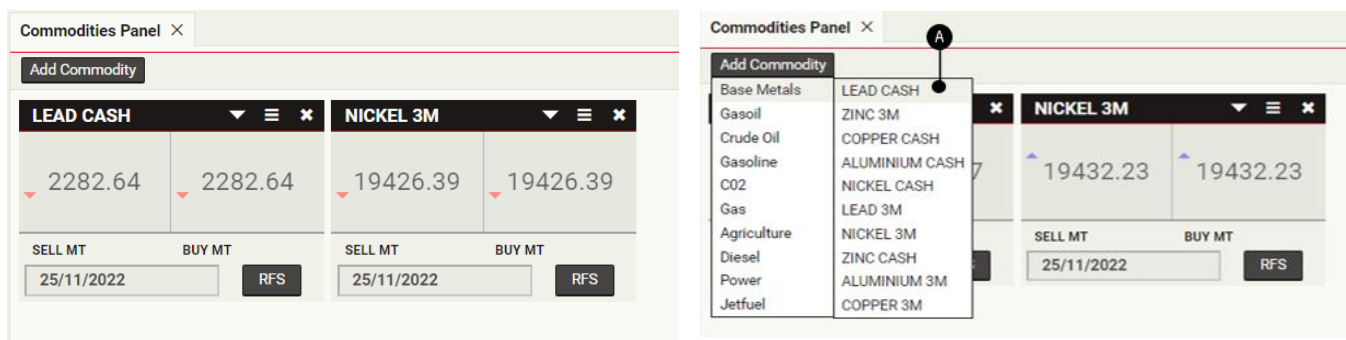 Commodities Panel ×
Add Commodity
LEAD CASH
2282.64 2282.64
SELL MT BUY MT
25/11/2022 RFS
NICKEL 3M
19426.39 19426.39
SELL MT BUY MT
25/11/2022 RFS
Commodities Panel ×
A
Add Commodity
Base Metals
Gasoil
Crude Oil
Gasoline
C02
Gas
Agriculture
Diesel
Power
Jetfuel
LEAD CASH
ZINC 3M
COPPER CASH
ALUMINIUM CASH
NICKEL CASH
LEAD 3M
NICKEL 3M
ZINC CASH
ALUMINIUM 3M
COPPER 3M
7
NICKEL 3M
19432.23 19432.23
SELL MT BUY MT
25/11/2022 RFS